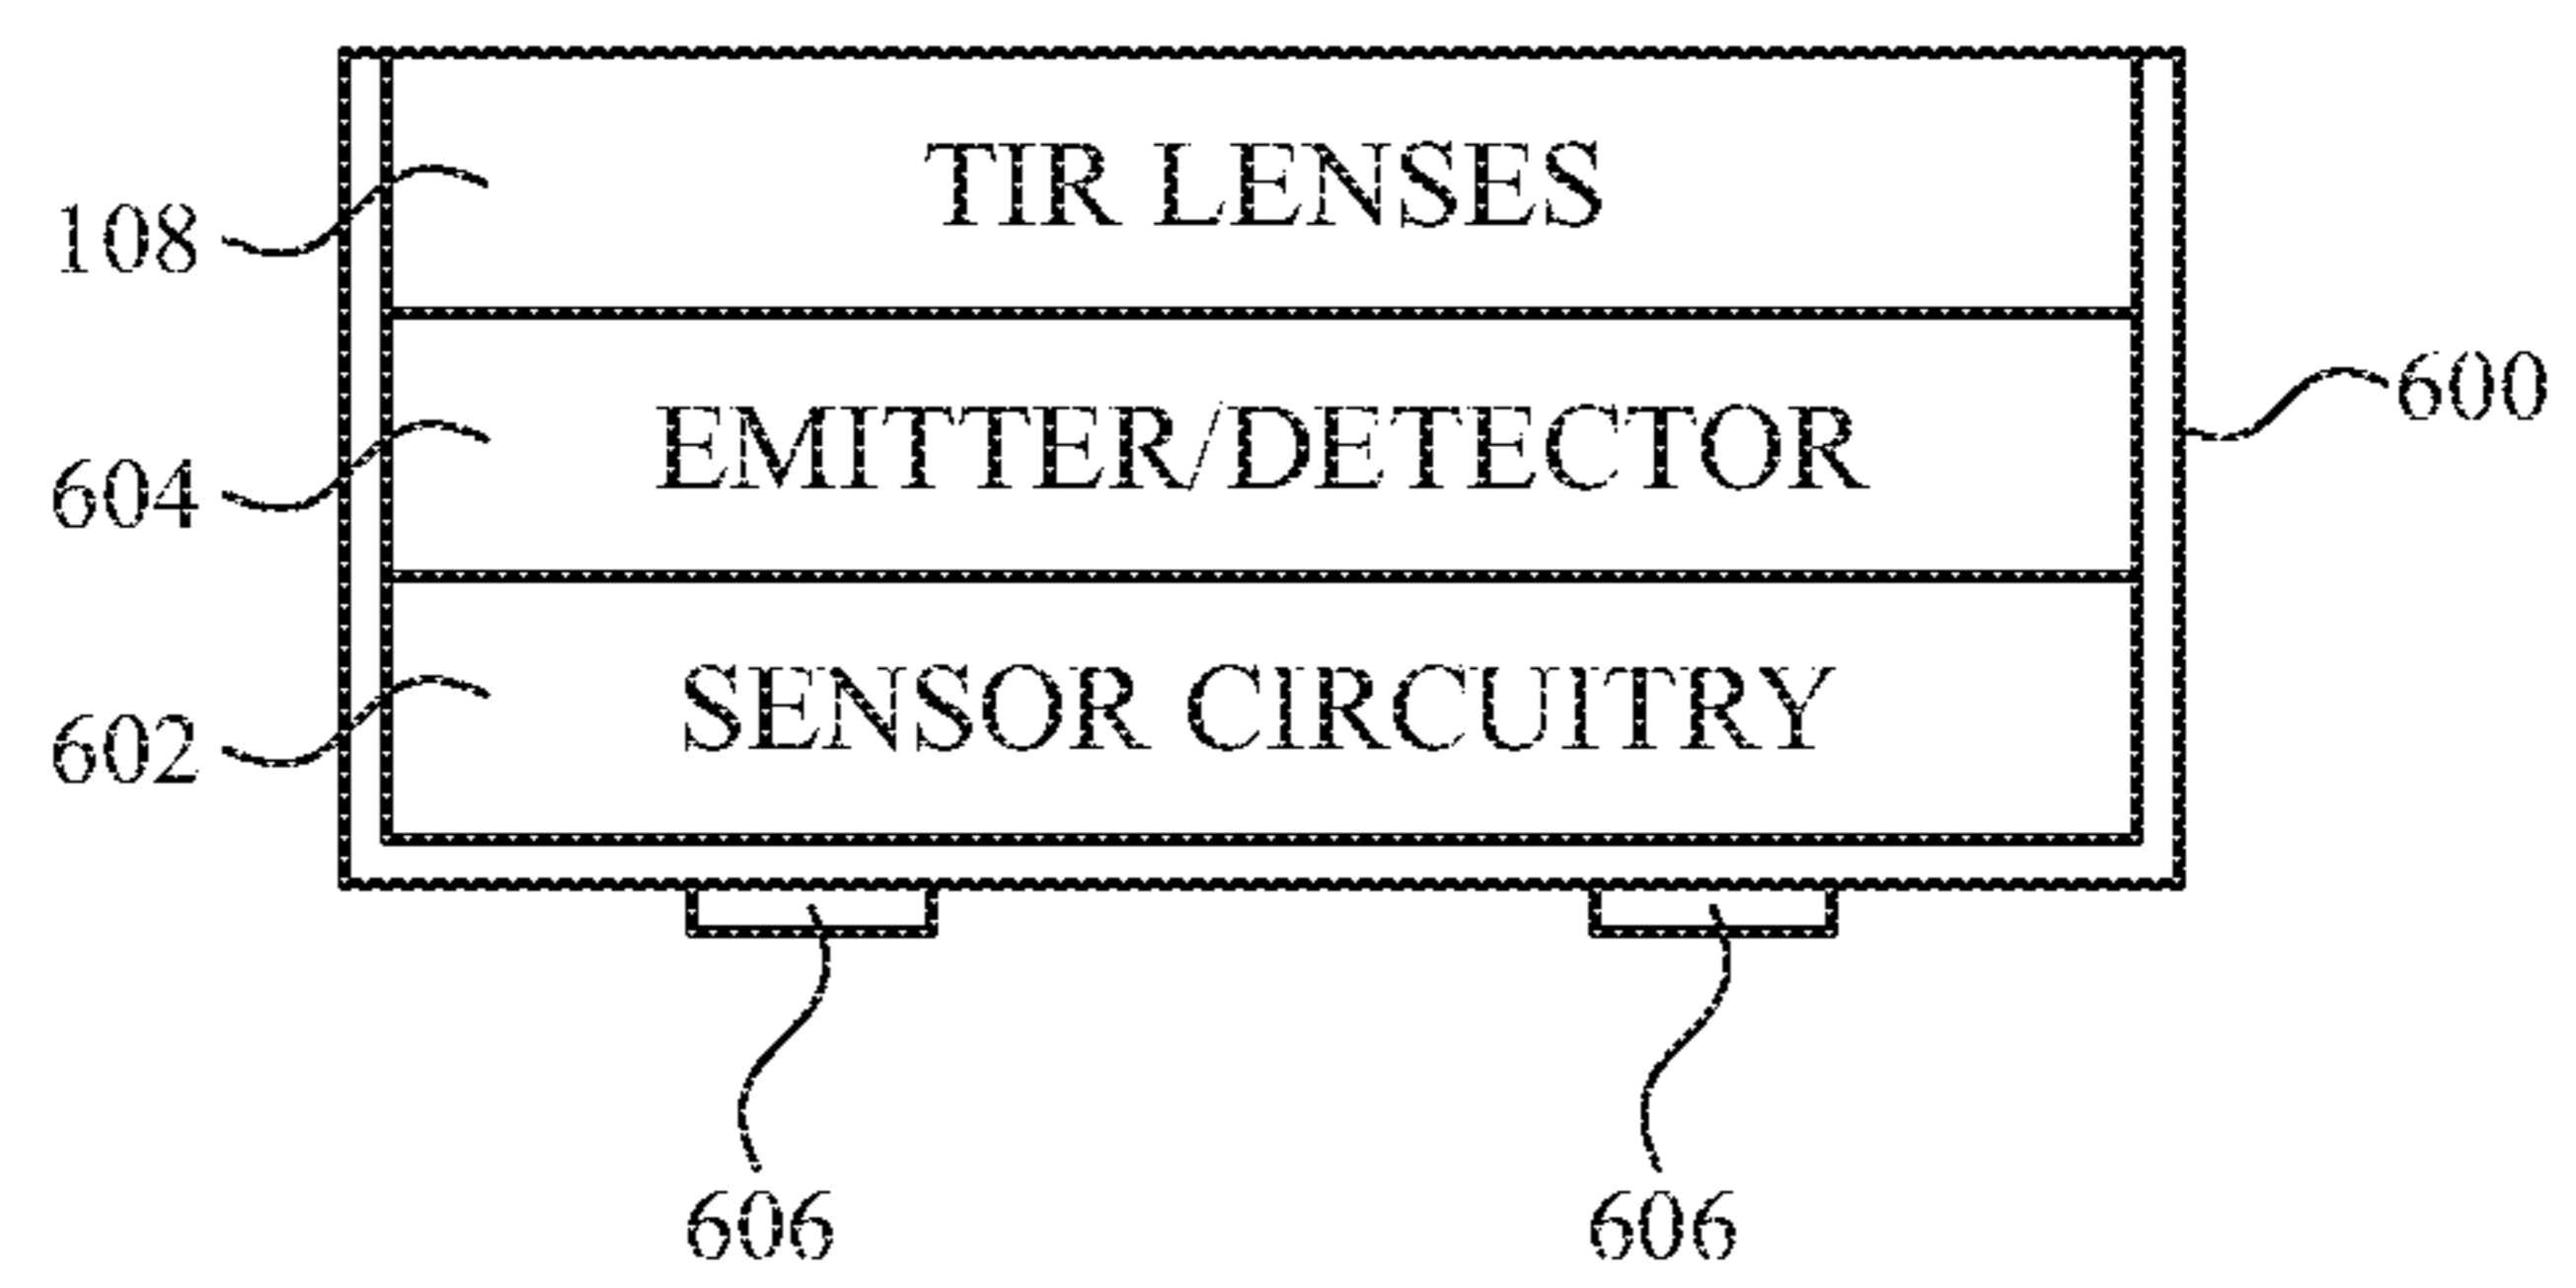 TIR LENSES
108
600
EMITTER/DETECTOR
604
SENSOR CIRCUITRY
602
606 606